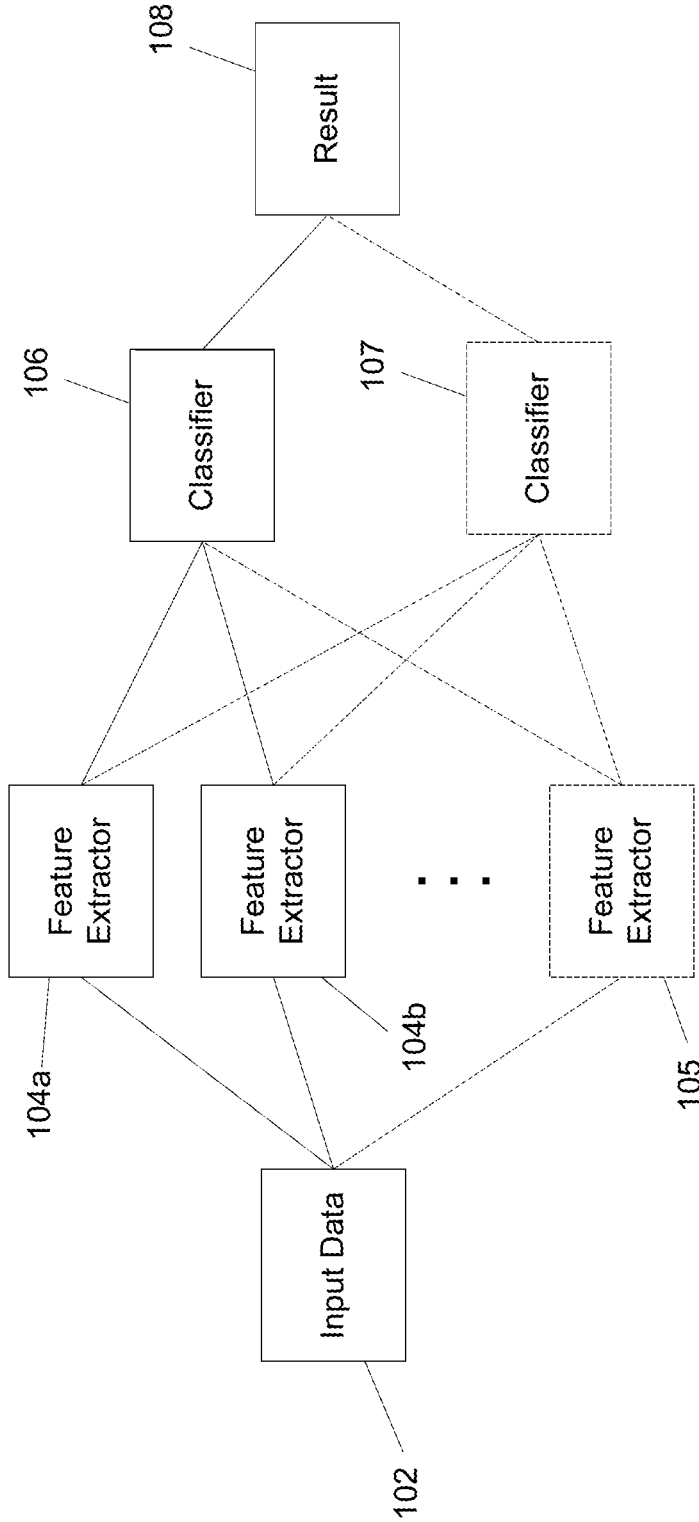 102
Input Data
104a
Feature
Extractor
104b
Feature
Extractor
105
Feature
Extractor
106
Classifier
107
Classifier
108
Result